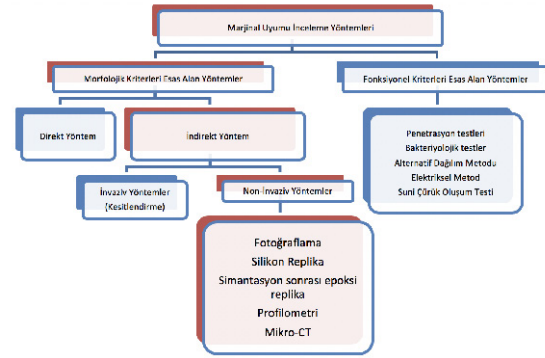 Marjinal Uyumu İnceleme Yöntemleri
Morfolojik Kriterleri Esas Alan Yöntemler
Fonksiyonel Kriterleri Esas Alan Yöntemler
Direkt Yöntem
İndirekt Yöntem
Penetrasyon testleri
Bakteriyolojik testler
Alternatif Dağılım Metodu
Elektriksel Metod
Suni Çürük Oluşum Testi
İnvaziv Yöntemler
(Kesitlendirme)
Non-İnvaziv Yöntemler
Fotoğraflama
Silikon Replika
Simantasyon sonrası epoksi
replika
Profilometri
Mikro-CT